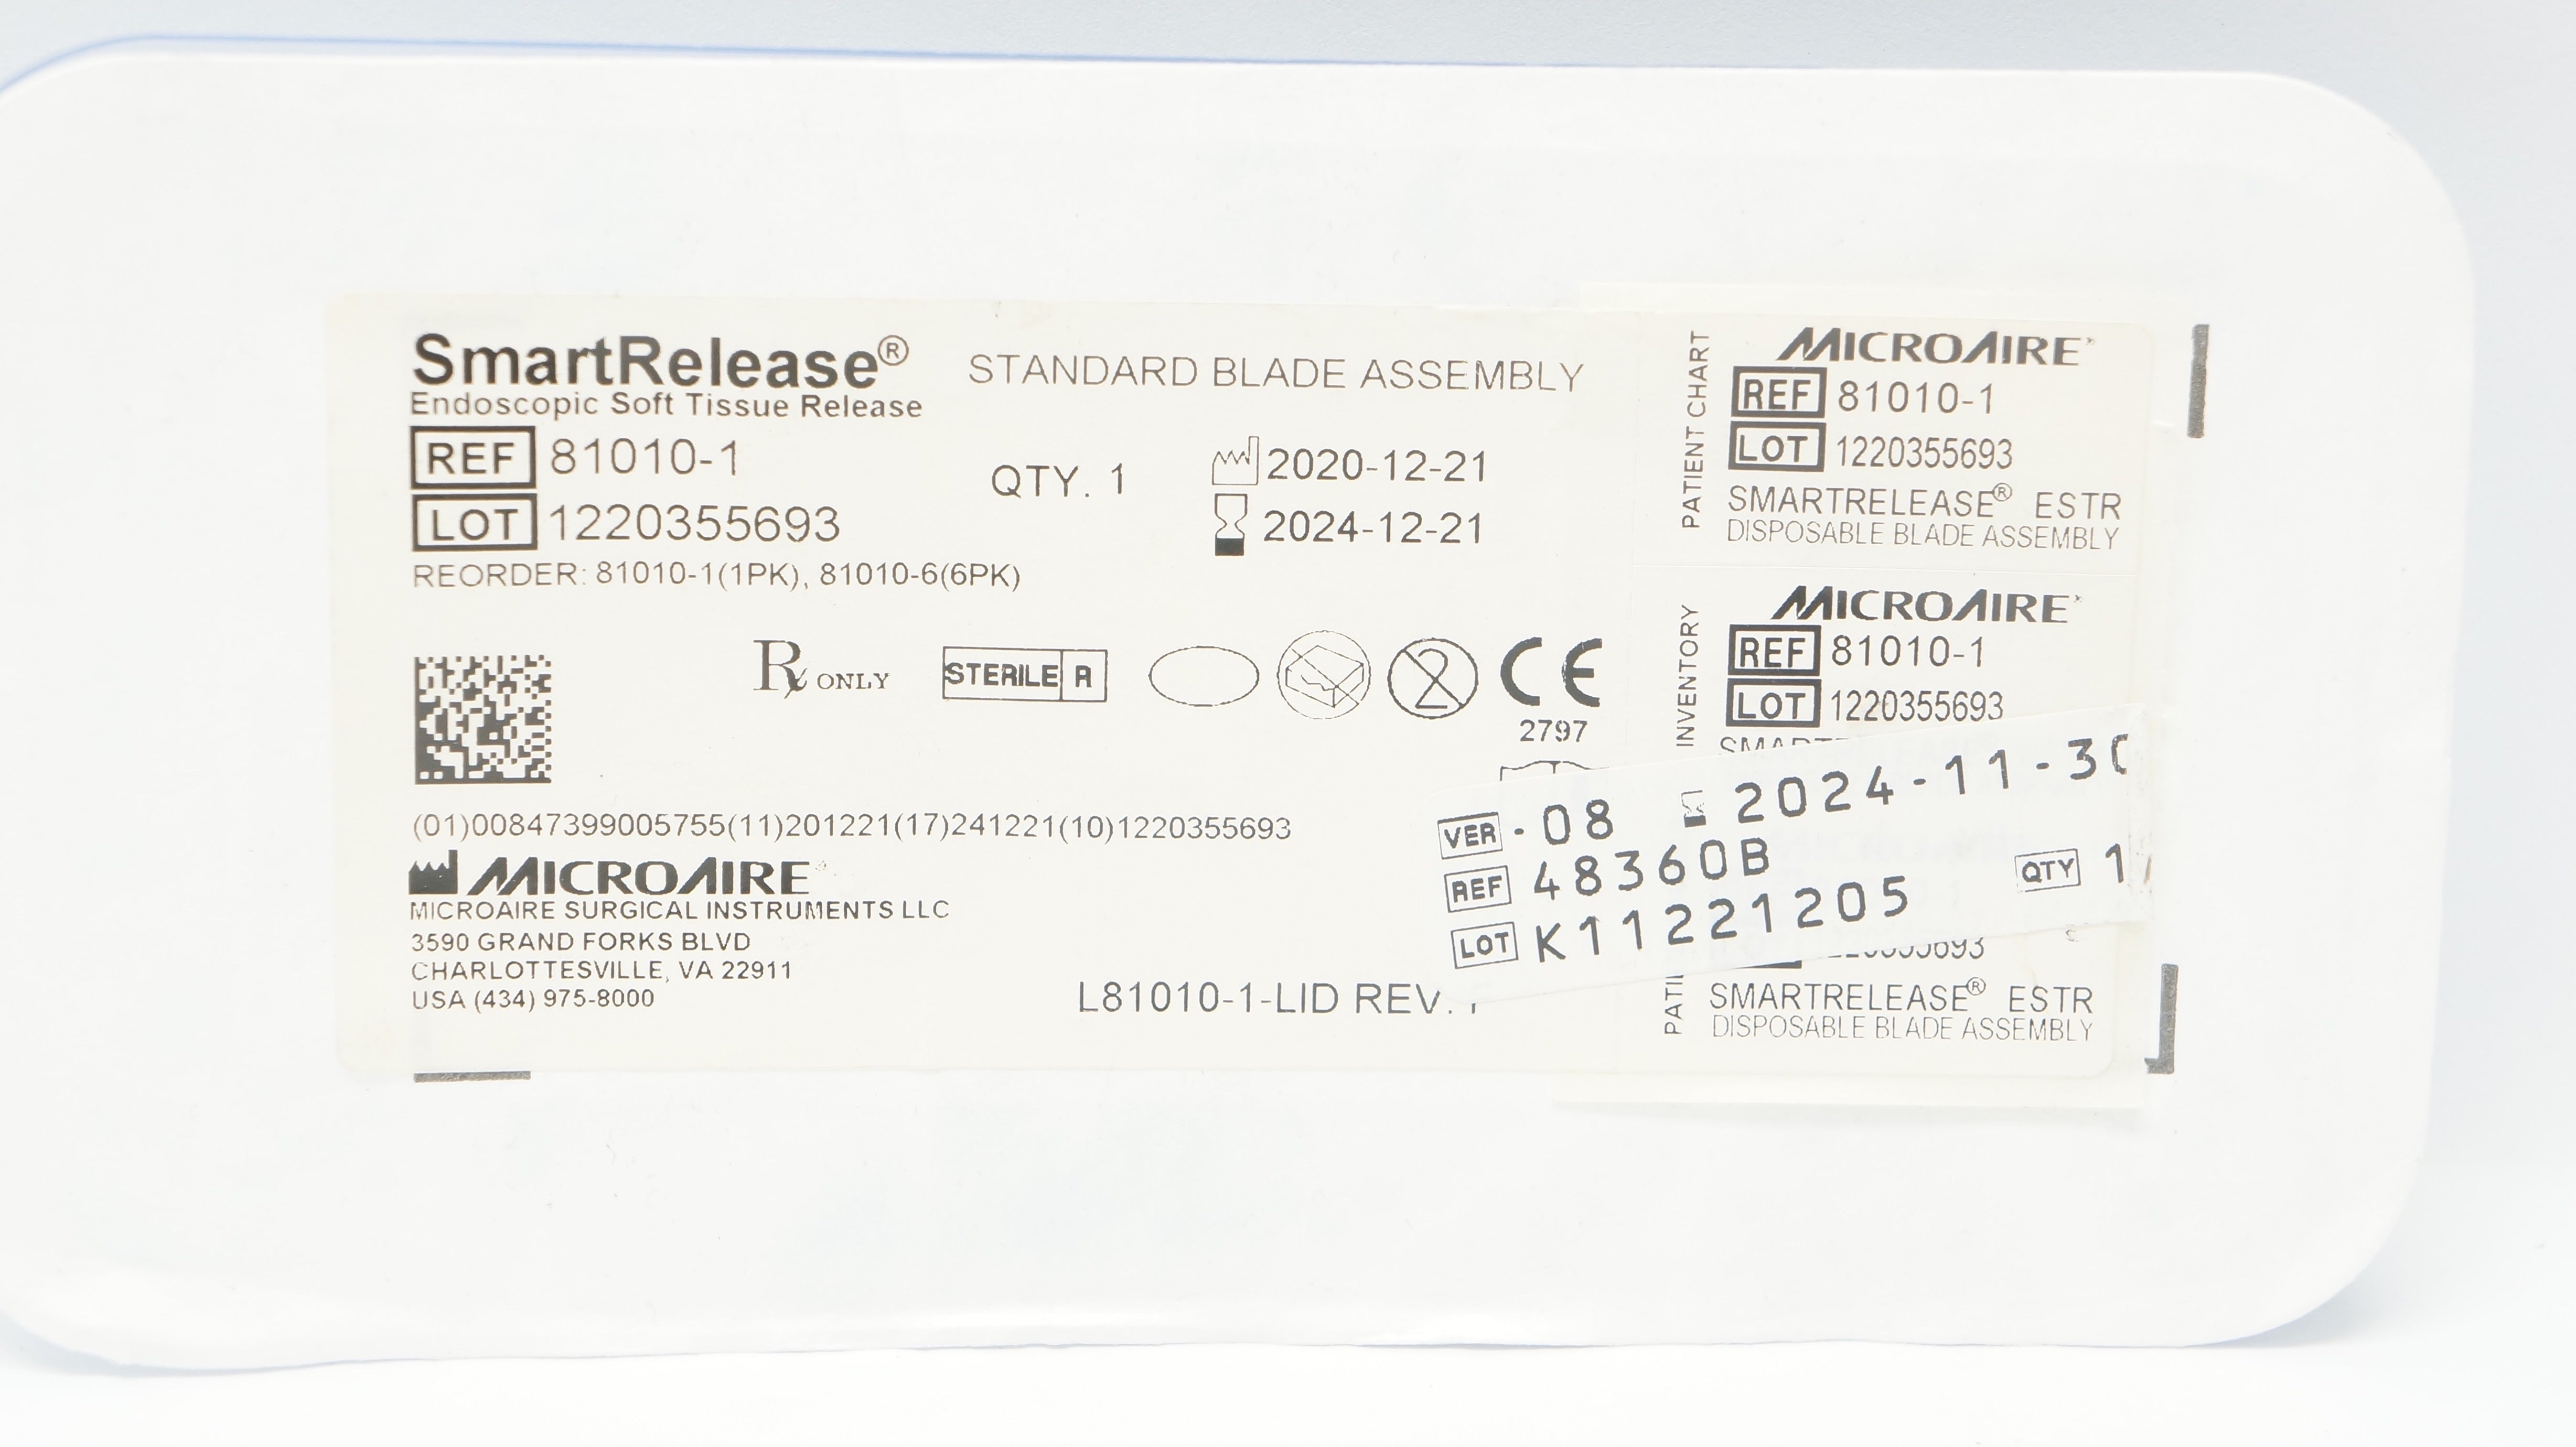 SmartRelease®
Endoscopic Soft Tissue Release
STANDARD BLADE ASSEMBLY
REF 81010-1
LOT 1220355693
QTY. 1
2020-12-21
2024-12-21
REORDER: 81010-1(1PK), 81010-6(6PK)
Rx ONLY
STERILE R
2
CE
2797
(01)00847399005755(11)201221(17)241221(10)1220355693
MICROAIRE
MICROAIRE SURGICAL INSTRUMENTS LLC
3590 GRAND FORKS BLVD
CHARLOTTESVILLE, VA 22911
USA (434) 975-8000
L81010-1-LID REV.
PATIENT CHART
MICROAIRE
REF 81010-1
LOT 1220355693
SMARTRELEASE® ESTR
DISPOSABLE BLADE ASSEMBLY
INVENTORY
MICROAIRE
REF 81010-1
LOT 1220355693
VER -08 2024-11-30
REF 48360B
QTY 1
LOT K11221205
SMARTRELEASE® ESTR
DISPOSABLE BLADE ASSEMBLY